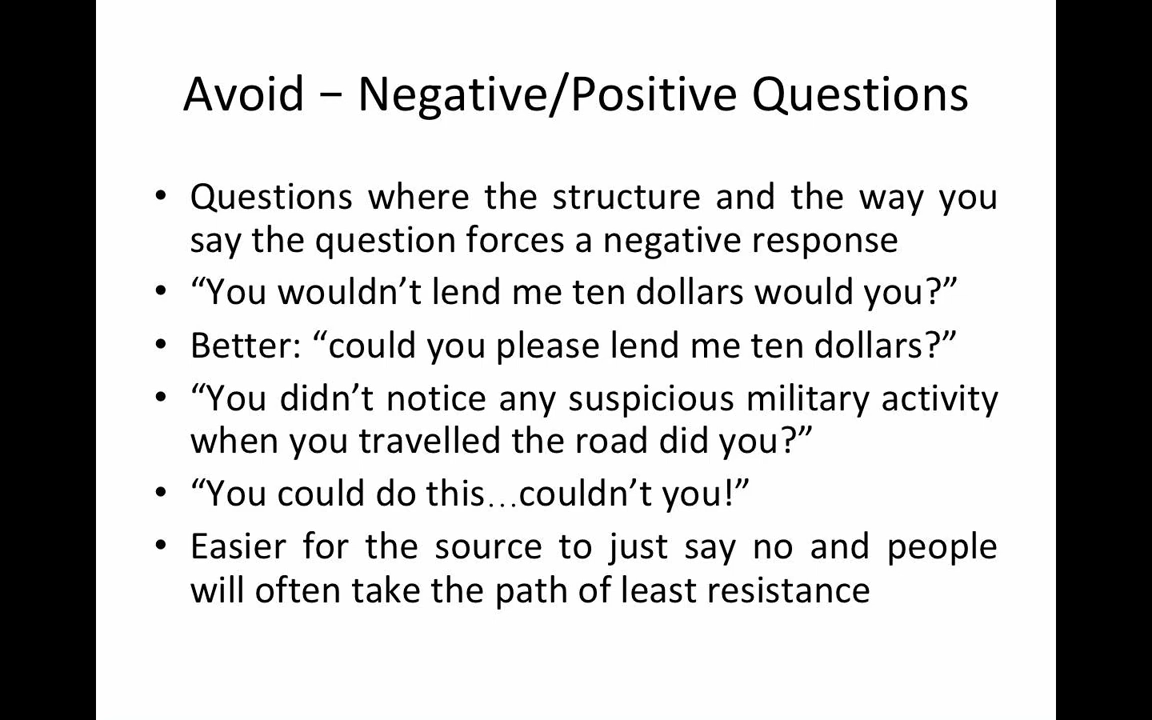 Avoid − Negative/Positive Questions
• Questions where the structure and the way you
say the question forces a negative response
• “You wouldn’t lend me ten dollars would you?”
• Better: “could you please lend me ten dollars?”
• “You didn’t notice any suspicious military activity
when you travelled the road did you?”
• “You could do this…couldn’t you!”
• Easier for the source to just say no and people
will often take the path of least resistance